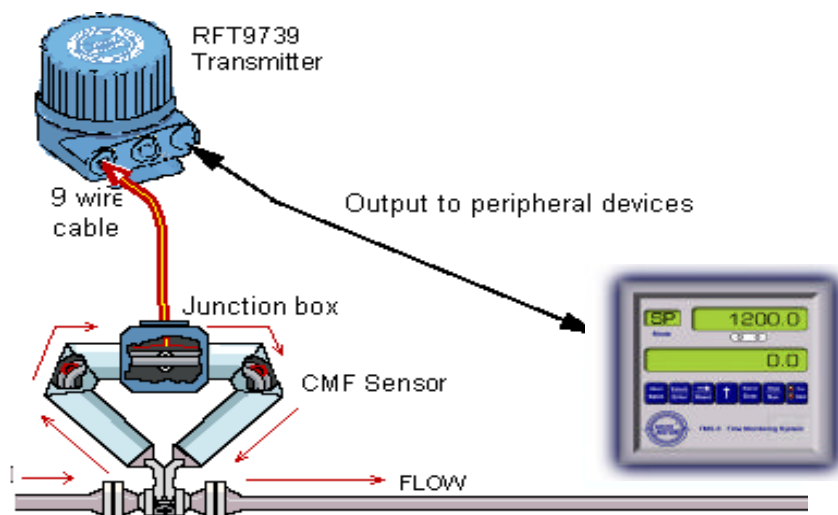 RFT9739
Transmitter
9 wire
cable
Output to peripheral devices
Junction box
CMF Sensor
FLOW
SP
1200.0
0.0